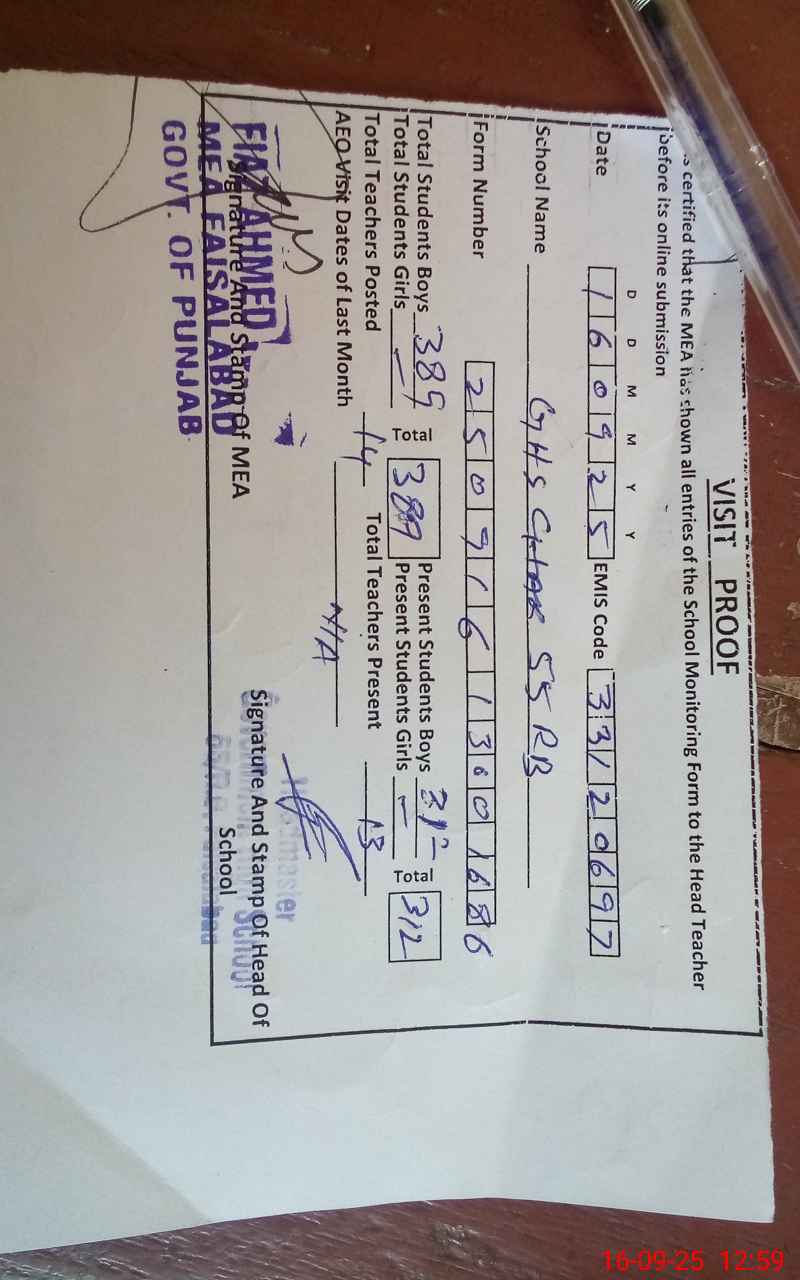 VISIT PROOF
s certified that the MEA has shown all entries of the School Monitoring Form to the Head Teacher
before its online submission
D D M M Y Y
Date 1 6 0 9 2 5 EMIS Code 3 3 1 2 0 6 9 7
School Name GHS Chak 55 RB
Form Number 2 5 0 9 1 6 1 3 0 0 1 6 8 6
Total Students Boys 389 Total 389 Present Students Boys 312 Total 312
Total Students Girls — Present Students Girls —
Total Teachers Posted 14 Total Teachers Present 13
AEO Visit Dates of Last Month N/A
Signature And Stamp Of MEA
FIAZ AHMED
MEA FAISALABAD
GOVT. OF PUNJAB
Signature And Stamp Of Head Of
School
Headmaster
16-09-25 12:59